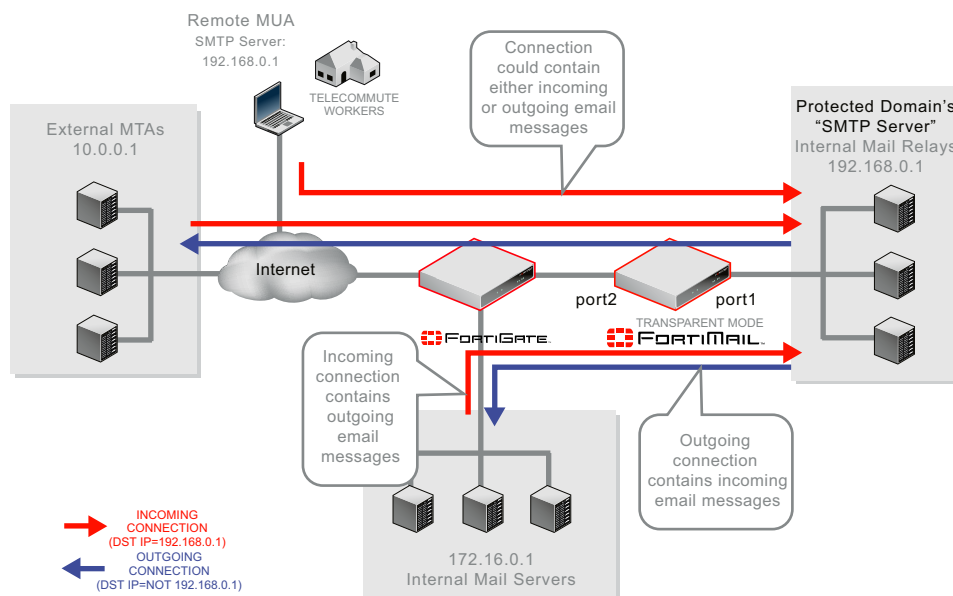 Remote MUA
SMTP Server:
192.168.0.1
TELECOMMUTE
WORKERS
Connection
could contain
either incoming
or outgoing email
messages
External MTAs
10.0.0.1
Protected Domain's
“SMTP Server”
Internal Mail Relays
192.168.0.1
Internet
port2
port1
FORTIGATE
TRANSPARENT MODE
FORTIMAIL
Incoming
connection
contains
outgoing
email
messages
Outgoing
connection
contains incoming
email messages
172.16.0.1
Internal Mail Servers
INCOMING
CONNECTION
(DST IP=192.168.0.1)
OUTGOING
CONNECTION
(DST IP=NOT 192.168.0.1)